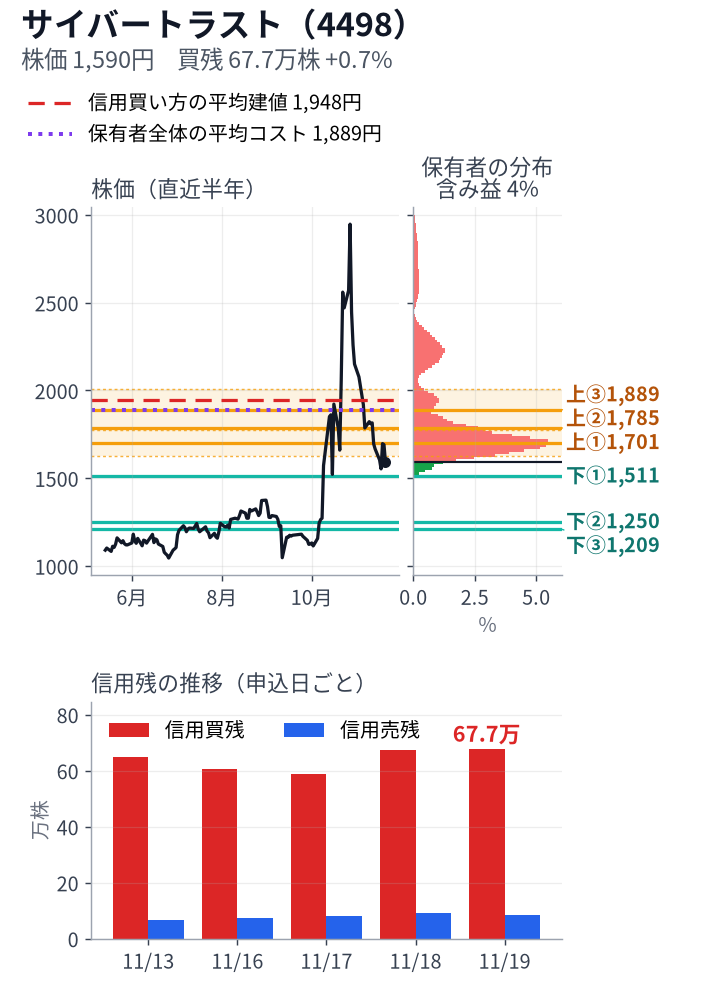 サイバートラスト（4498）
株価 1,590円　買残 67.7万株 +0.7%
信用買い方の平均建値 1,948円
保有者全体の平均コスト 1,889円
株価（直近半年）
保有者の分布
含み益 4%
3000
2500
2000
1500
1000
上③1,889
上②1,785
上①1,701
下①1,511
下②1,250
下③1,209
6月
8月
10月
0.0
2.5
5.0
%
信用残の推移（申込日ごと）
信用買残
信用売残
67.7万
万株
80
60
40
20
0
11/13
11/16
11/17
11/18
11/19